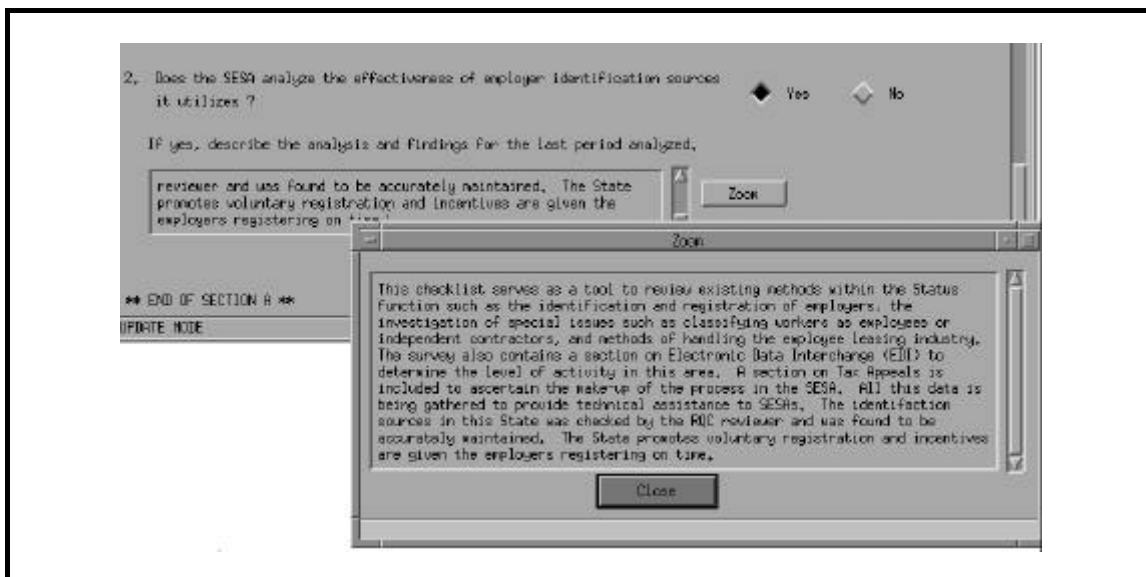 2. Does the SESA analyze the effectiveness of employer identification sources
it utilizes ?
Yes No
If yes, describe the analysis and findings for the last period analyzed.
reviewer and was found to be accurately maintained. The State
promotes voluntary registration and incentives are given the
employers registering on time.
Zoom
** END OF SECTION A **
UPDATE MODE
Zoom
This checklist serves as a tool to review existing methods within the Status
function such as the identification and registration of employers, the
investigation of special issues such as classifying workers as employees or
independent contractors, and methods of handling the employee leasing industry.
The survey also contains a section on Electronic Data Interchange (EDI) to
determine the level of activity in this area. A section on Tax Appeals is
included to ascertain the make-up of the process in the SESA. All this data is
being gathered to provide technical assistance to SESAs. The identifaction
sources in this State was checked by the RQC reviewer and was found to be
accurately maintained. The State promotes voluntary registration and incentives
are given the employers registering on time.
Close